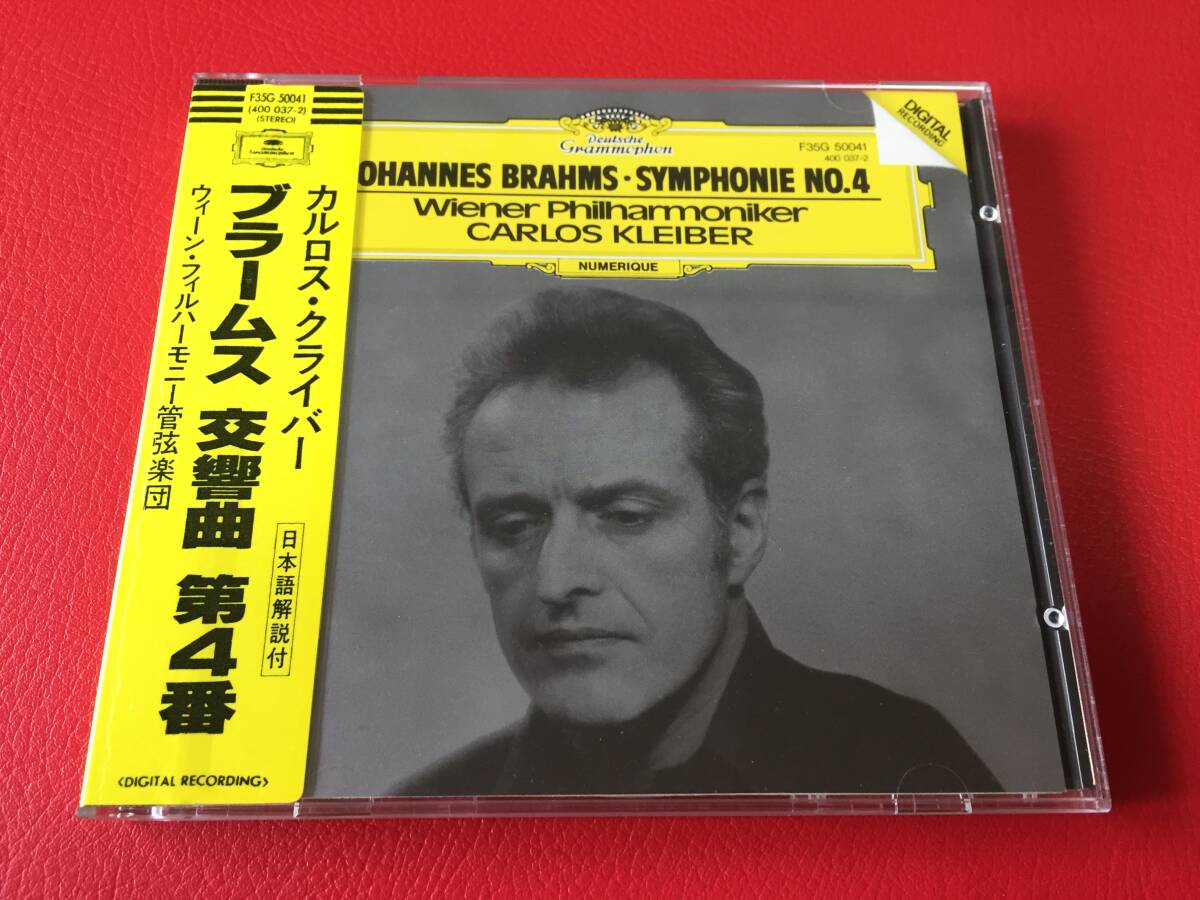 F35G 50041
(400 037-2)
(STEREO)
Deutsche
Grammophon
カルロス・クライバー
ブラームス 交響曲 第4番
ウィーン・フィルハーモニー管弦楽団
日本語解説付
<DIGITAL RECORDING>
Deutsche
Grammophon
F35G 50041
400 037-2
DIGITAL
RECORDING
OHANNES BRAHMS · SYMPHONIE NO.4
Wiener Philharmoniker
CARLOS KLEIBER
NUMERIQUE